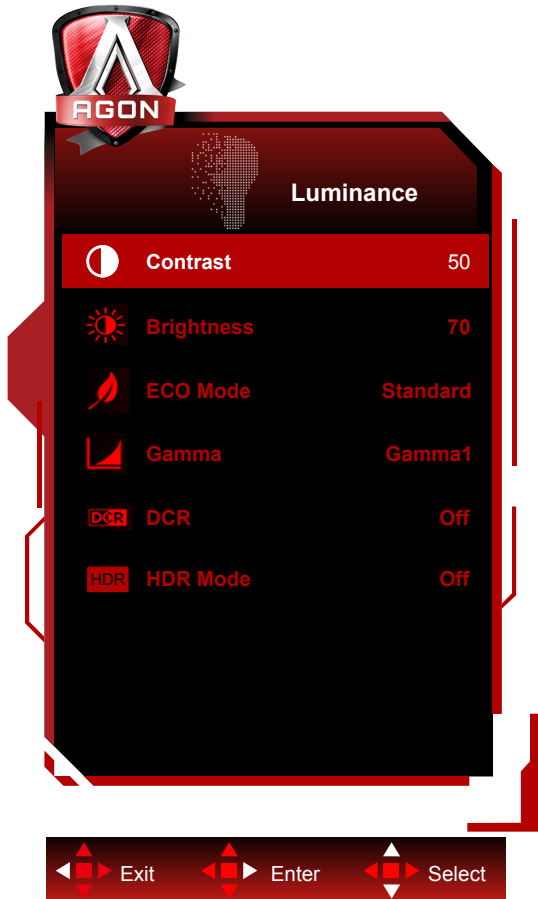 AGON
Luminance
Contrast 50
Brightness 70
ECO Mode Standard
Gamma Gamma1
DCR DCR Off
HDR HDR Mode Off
Exit Enter Select